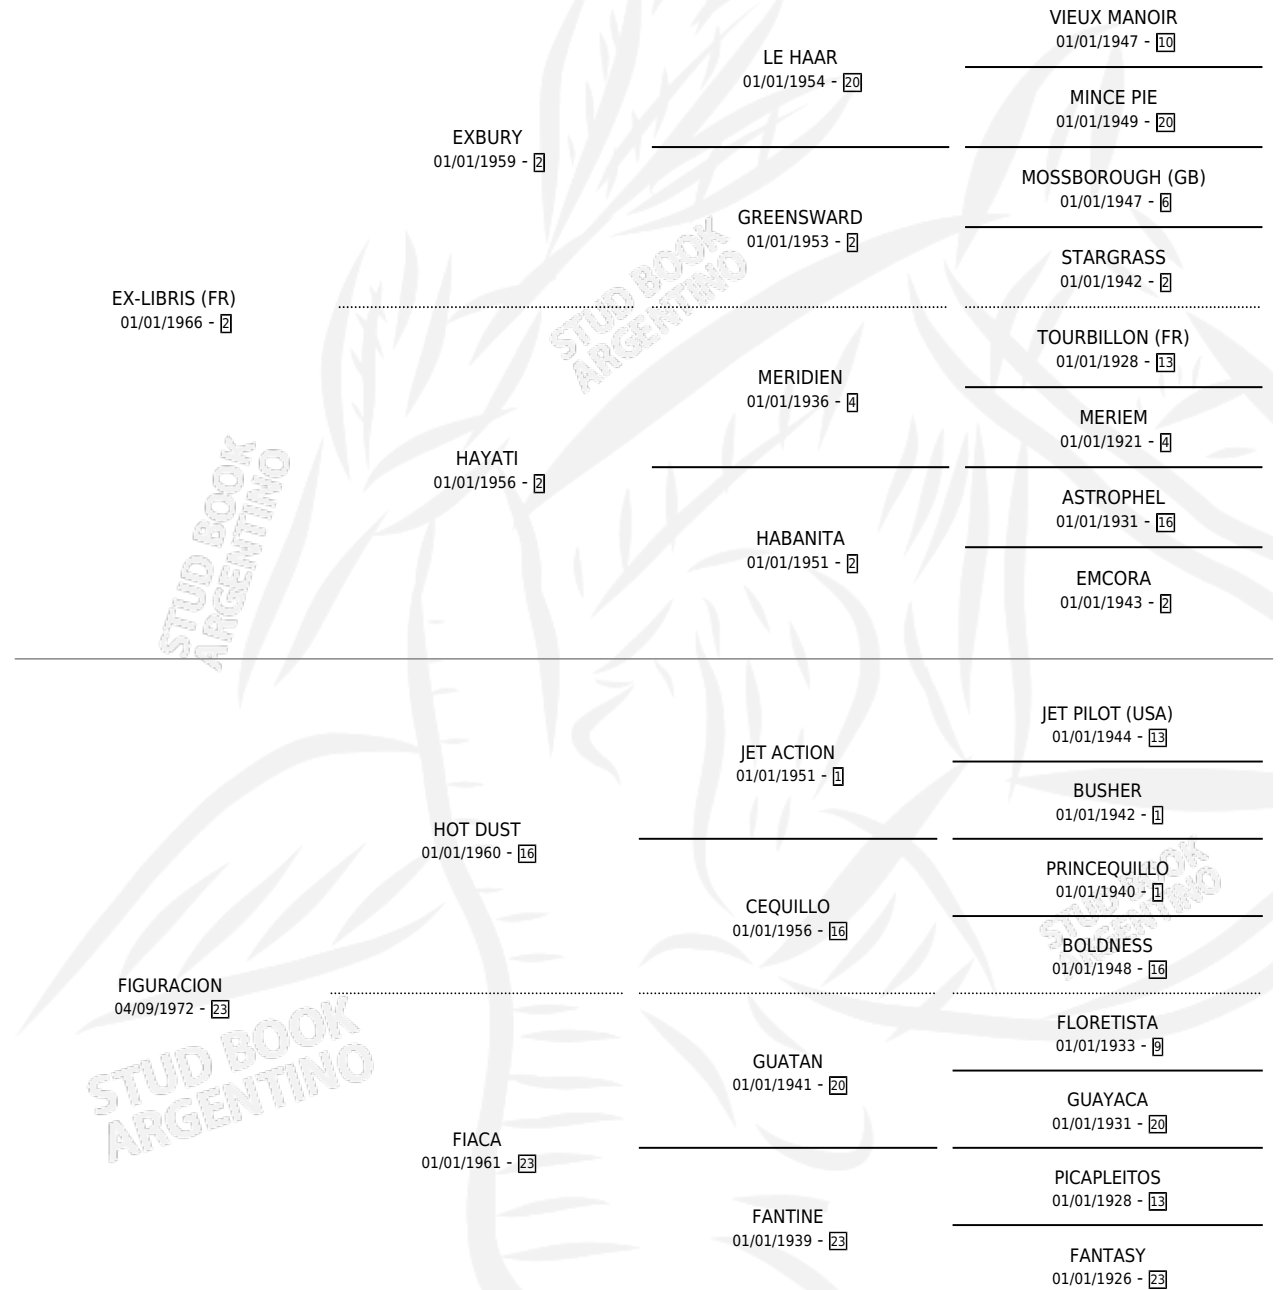 VIEUX MANOIR
01/01/1947 - 10
LE HAAR
01/01/1954 - 20
MINCE PIE
01/01/1949 - 20
EXBURY
01/01/1959 - 2
MOSSBOROUGH (GB)
01/01/1947 - 6
GREENSWARD
01/01/1953 - 2
STARGRASS
01/01/1942 - 2
EX-LIBRIS (FR)
01/01/1966 - 2
STUD BOOK
ARGENTINO
TOURBILLON (FR)
01/01/1928 - 13
MERIDIEN
01/01/1936 - 4
MERIEM
01/01/1921 - 4
HAYATI
01/01/1956 - 2
ASTROPHEL
01/01/1931 - 16
HABANITA
01/01/1951 - 2
EMCORA
01/01/1943 - 2
STUD BOOK
ARGENTINO
JET PILOT (USA)
01/01/1944 - 13
JET ACTION
01/01/1951 - 1
BUSHER
01/01/1942 - 1
HOT DUST
01/01/1960 - 16
PRINCEQUILLO
01/01/1940 - 1
CEQUILLO
01/01/1956 - 16
STUD BOOK
ARGENTINO
BOLDNESS
01/01/1948 - 16
FIGURACION
04/09/1972 - 23
STUD BOOK
ARGENTINO
FLORETISTA
01/01/1933 - 9
GUATAN
01/01/1941 - 20
GUAYACA
01/01/1931 - 20
FIACA
01/01/1961 - 23
PICAPLEITOS
01/01/1928 - 13
FANTINE
01/01/1939 - 23
FANTASY
01/01/1926 - 23